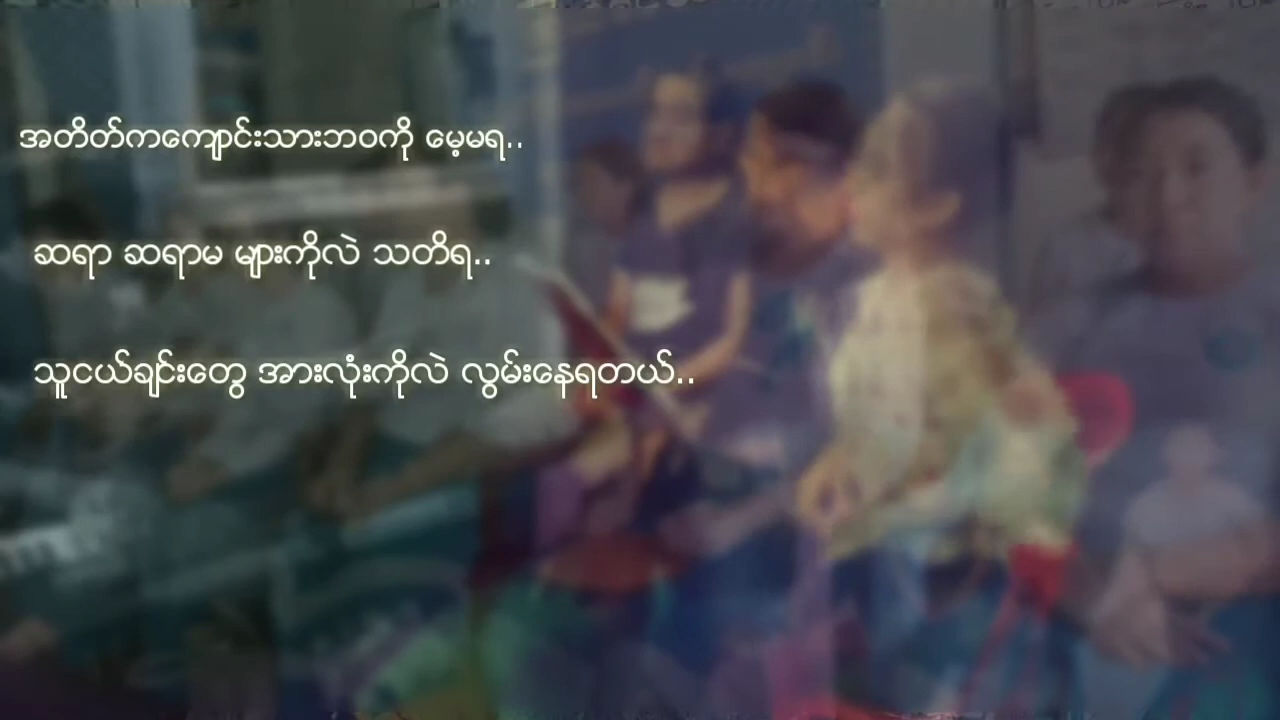 အတိတ်ကကျောင်းသားဘဝကို မေ့မရ..
ဆရာ ဆရာမ များကိုလဲ သတိရ..
သူငယ်ချင်းတွေ အားလုံးကိုလဲ လွမ်းနေရတယ်..